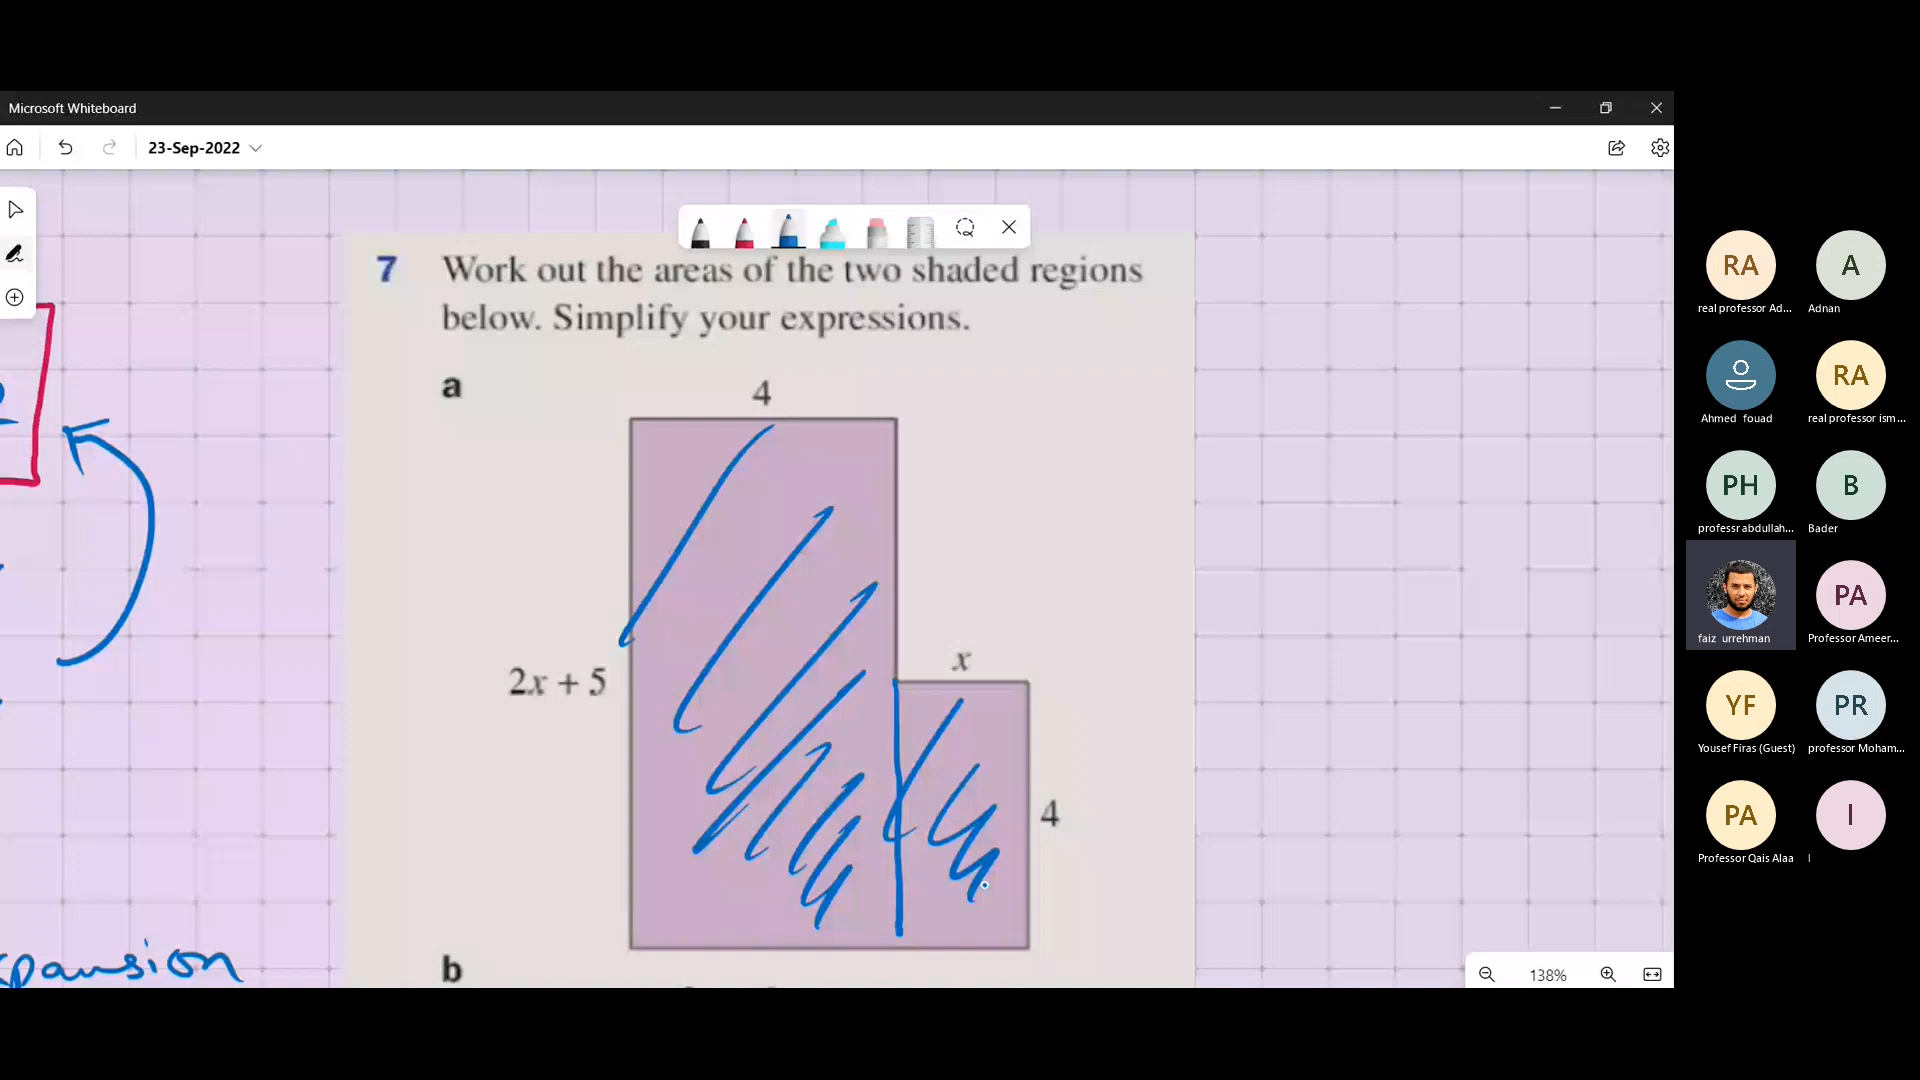 Microsoft Whiteboard
23-Sep-2022
7 Work out the areas of the two shaded regions
below. Simplify your expressions.
a
4
2x + 5
x
4
b
pansion
138%
RA
real professor Ad...
A
Adnan
Ahmed fouad
RA
real professor ism...
PH
professr abdullah...
B
Bader
faiz urrehman
PA
Professor Ameer...
YF
Yousef Firas (Guest)
PR
professor Moham...
PA
Professor Qais Alaa
I
I